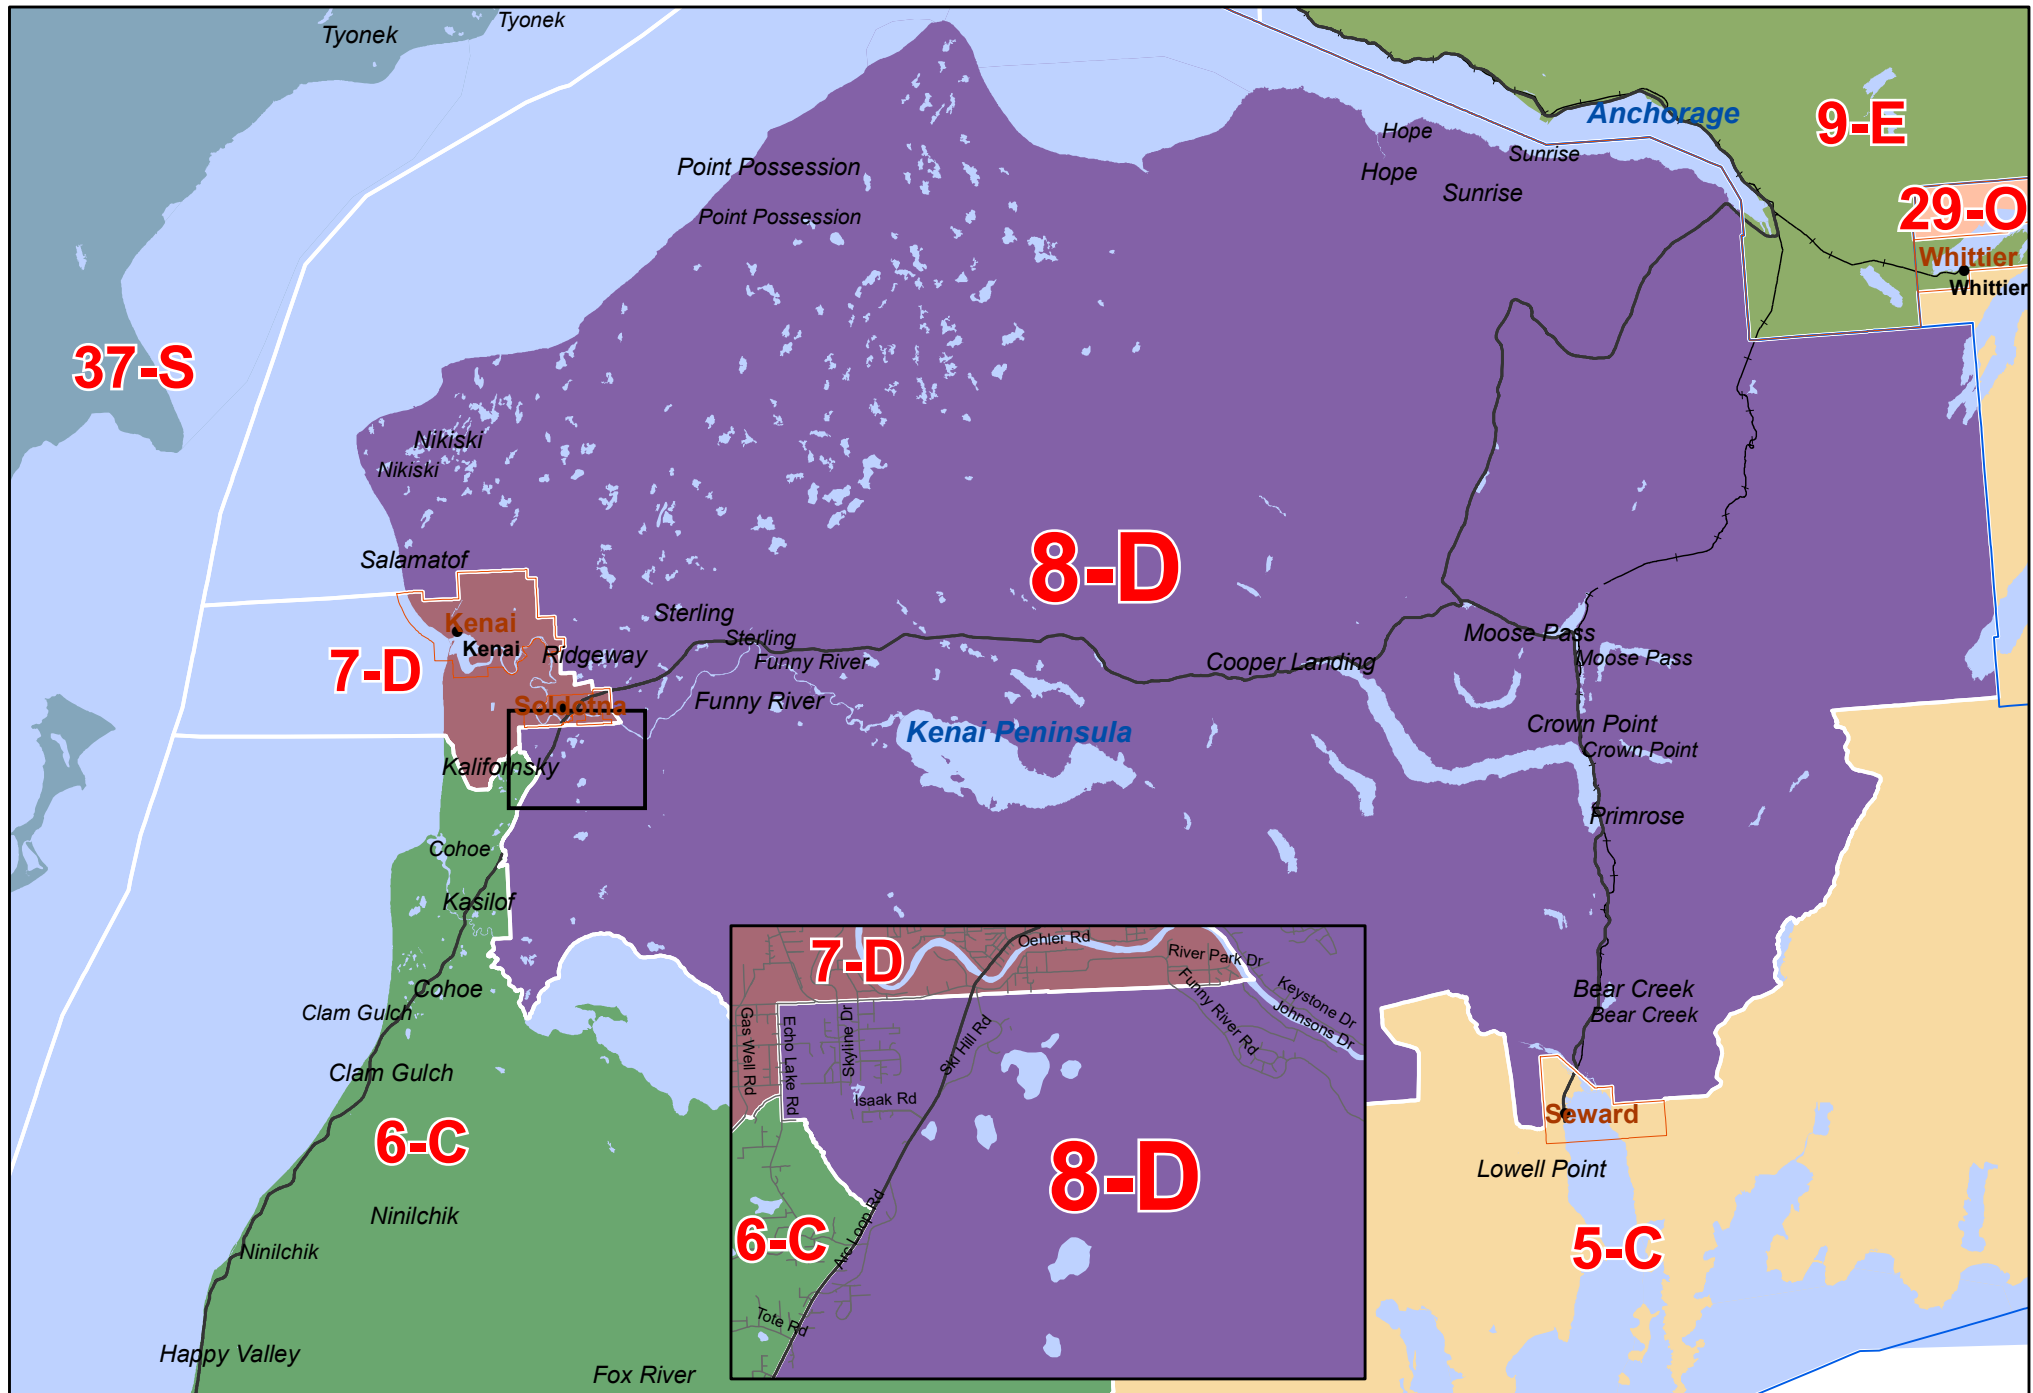 Tyonek
Tyonek
Anchorage
9-E
Hope
Sunrise
Point Possession
Hope
Sunrise
29-O
Point Possession
Whittier
Whittier
37-S
Nikiski
Nikiski
Salamatof
8-D
Kenai
Kenai
Sterling
Sterling
Ridgeway
Funny River
Cooper Landing
Moose Pass
Moose Pass
7-D
Soldotna
Funny River
Kenai Peninsula
Crown Point
Crown Point
Kalifornsky
Primrose
Cohoe
Kasilof
Cohoe
Clam Gulch
Clam Gulch
Bear Creek
Bear Creek
Seward
Lowell Point
6-C
5-C
Ninilchik
Ninilchik
Happy Valley
Fox River
7-D
Oehler Rd
River Park Dr
Keystone Dr
Johnsons Dr
Funny River Rd
Gas Well Rd
Echo Lake Rd
Skyline Dr
Ski Hill Rd
Isaak Rd
8-D
6-C
Arc Loop Rd
Tote Rd